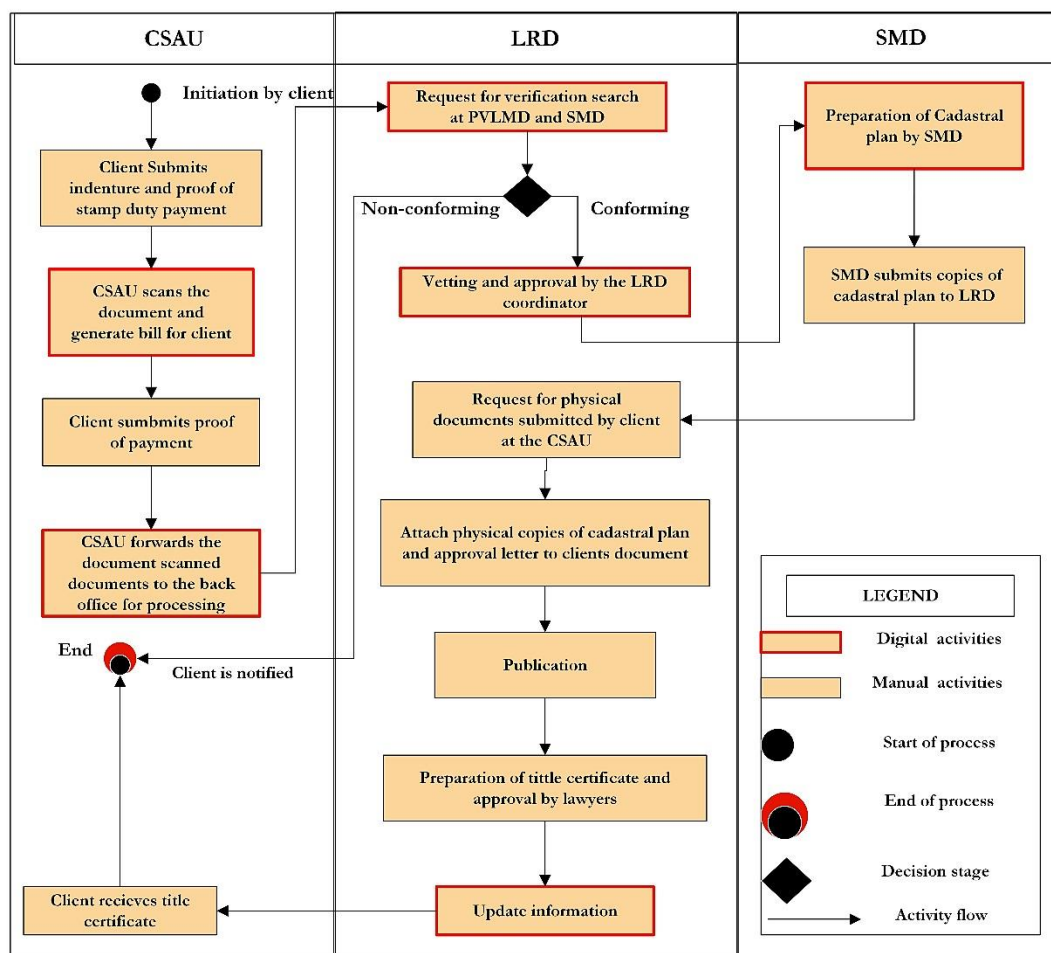 CSAU
LRD
SMD
Initiation by client
Client Submits
indenture and proof of
stamp duty payment
CSAU scans the
document and
generate bill for client
Client sumbmits proof
of payment
CSAU forwards the
document scanned
documents to the back
office for processing
End
Client is notified
Client recieves title
certificate
Request for verification search
at PVLMD and SMD
Non-conforming
Conforming
Vetting and approval by the LRD
coordinator
Request for physical
documents submitted by client
at the CSAU
Attach physical copies of cadastral plan
and approval letter to clients document
Publication
Preparation of tittle certificate and
approval by lawyers
Update information
Preparation of Cadastral
plan by SMD
SMD submits copies of
cadastral plan to LRD
LEGEND
Digital activities
Manual activities
Start of process
End of process
Decision stage
Activity flow